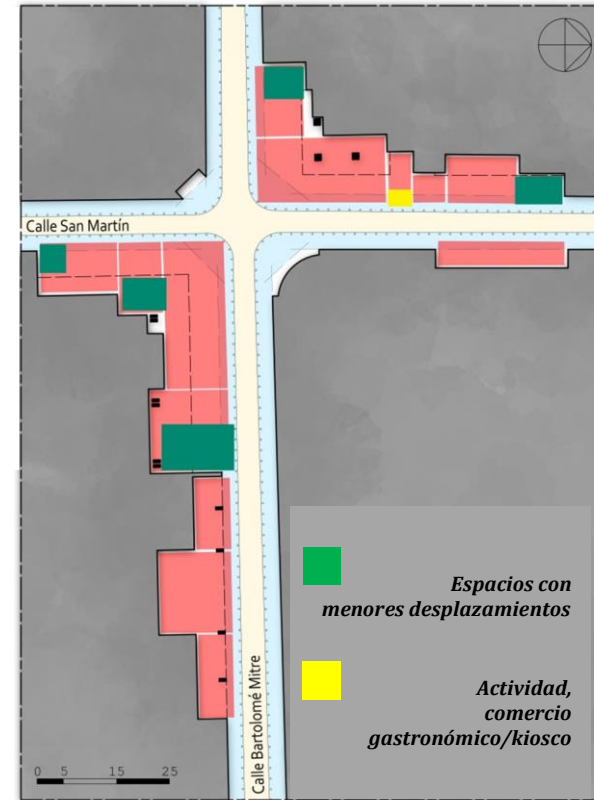 Calle San Martín
Espacios con
menores desplazamientos
Actividad,
comercio
gastronómico/kiosco
Calle Bartolomé Mitre
0 5 15 25